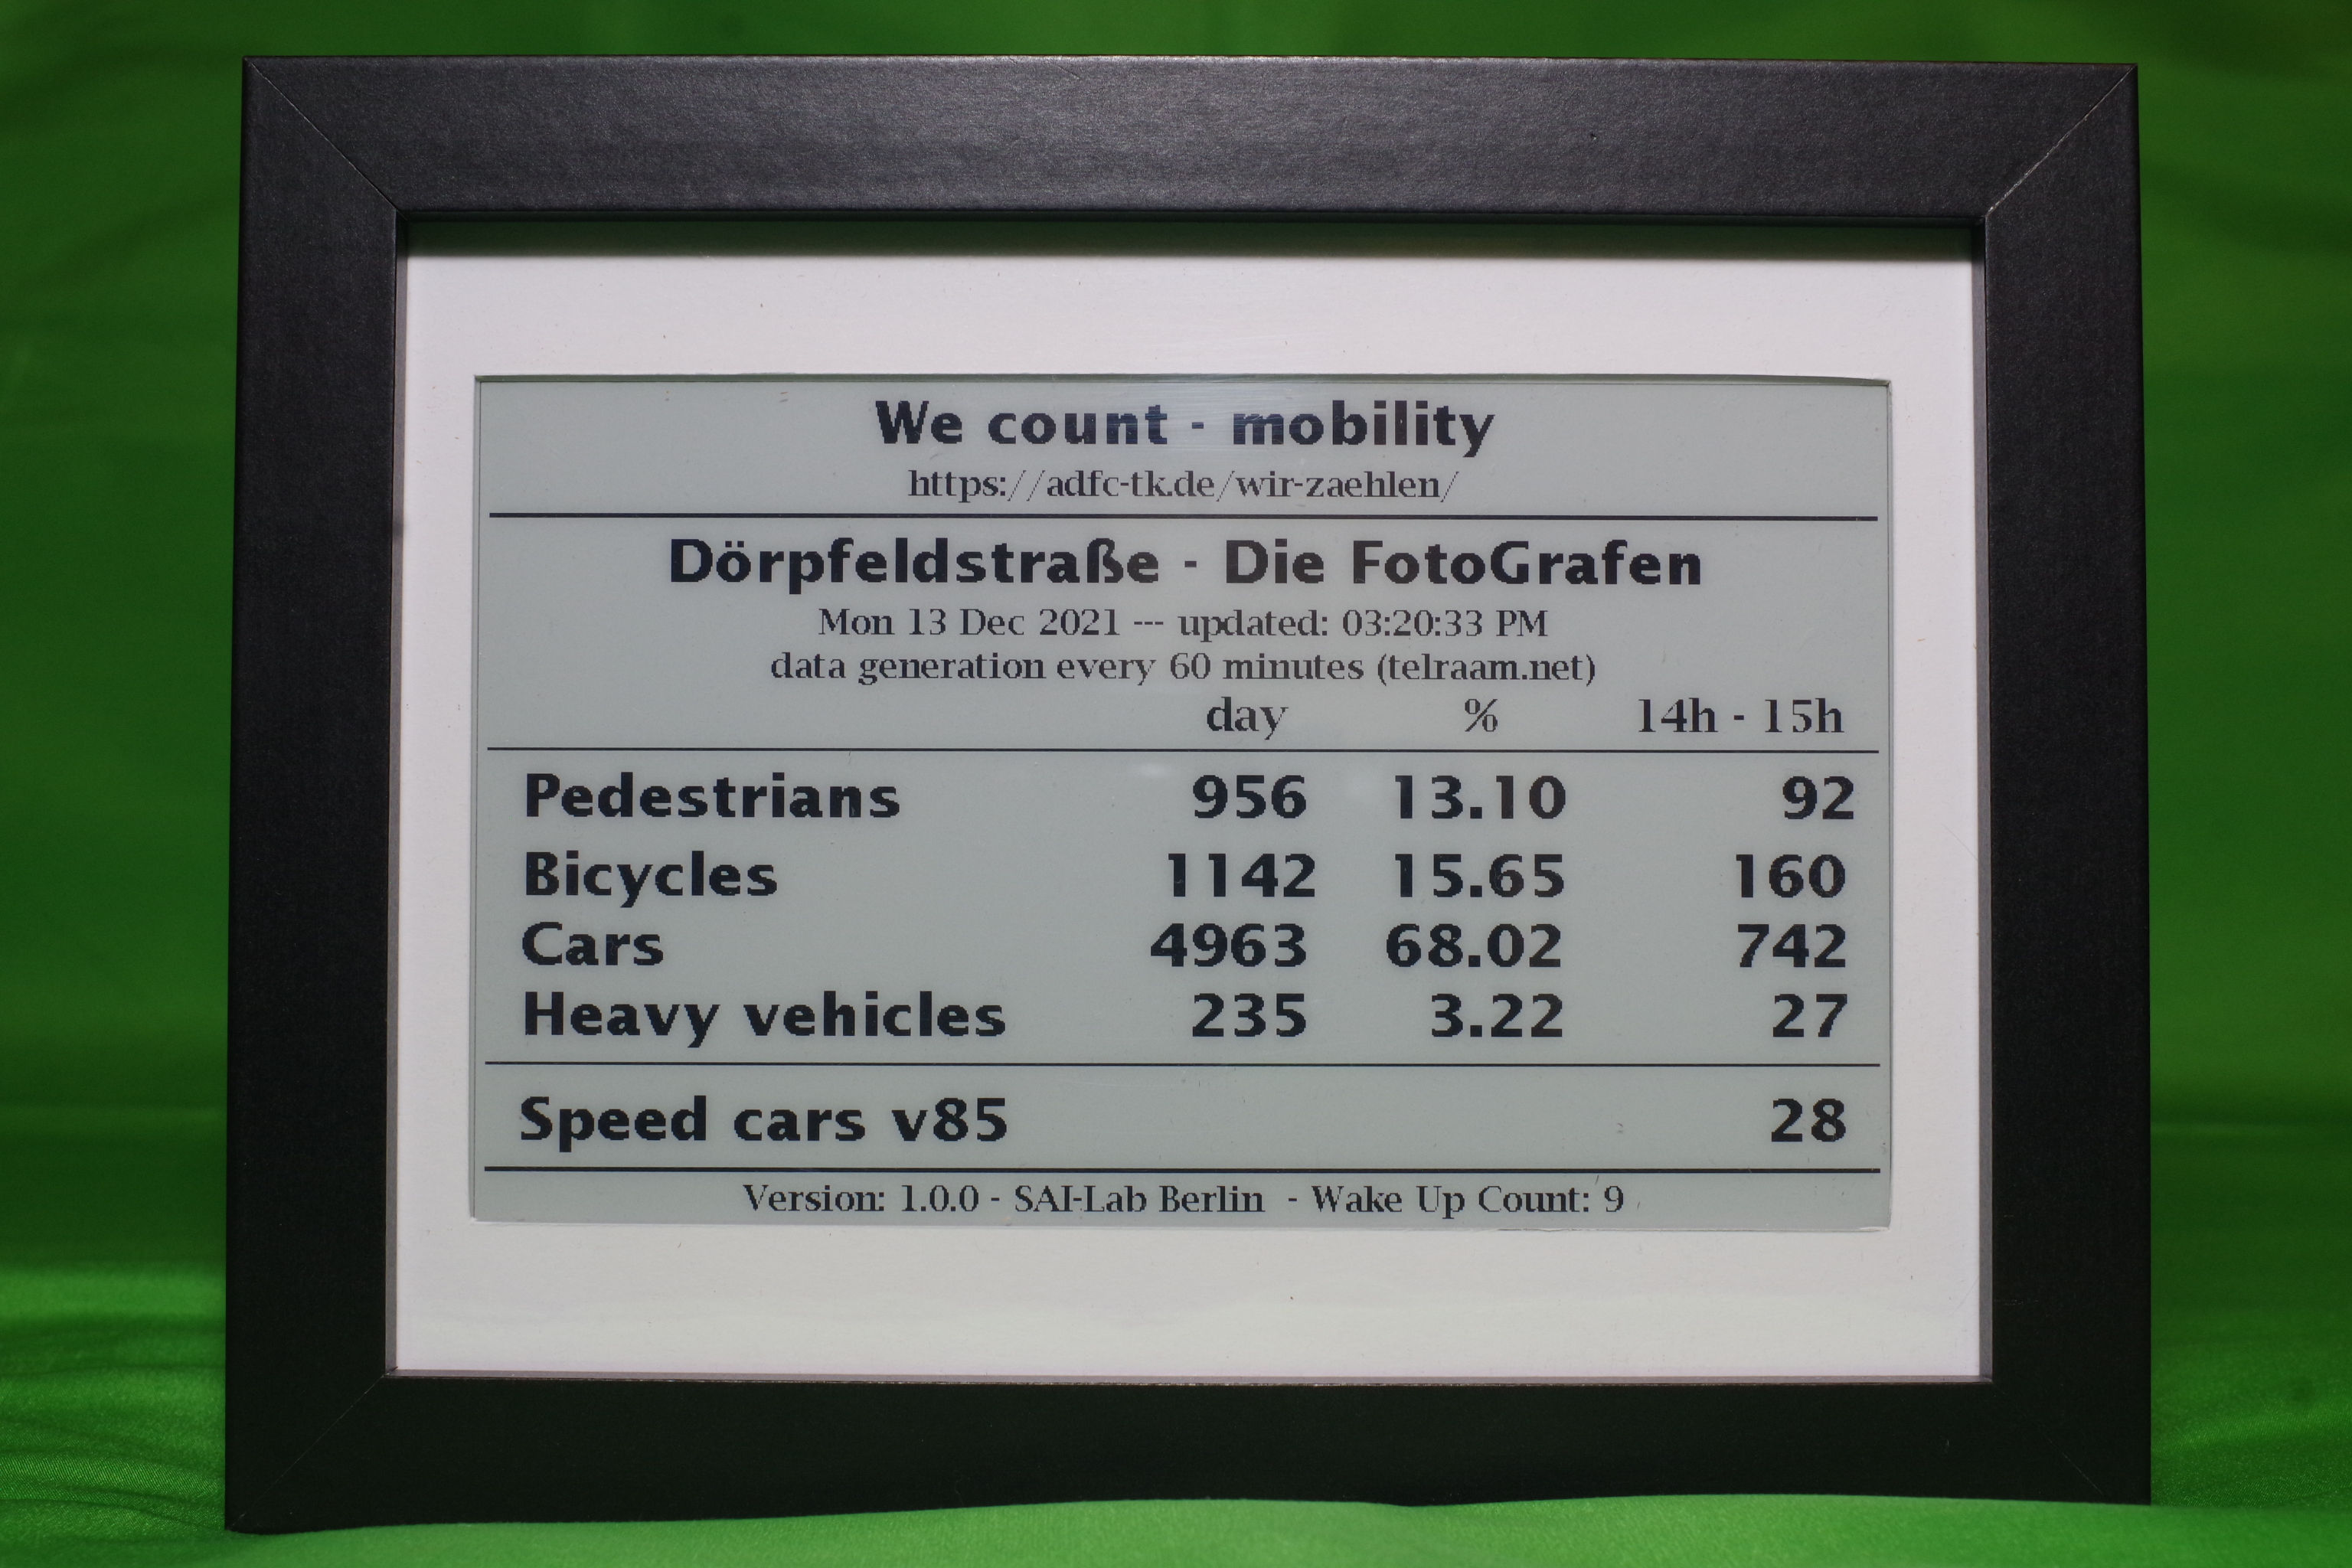 We count - mobility
https://adfc-tk.de/wir-zaehlen/
Dörpfeldstraße - Die FotoGrafen
Mon 13 Dec 2021 --- updated: 03:20:33 PM
data generation every 60 minutes (telraam.net)
day % 14h - 15h
Pedestrians 956 13.10 92
Bicycles 1142 15.65 160
Cars 4963 68.02 742
Heavy vehicles 235 3.22 27
Speed cars v85 28
Version: 1.0.0 - SAI-Lab Berlin - Wake Up Count: 9